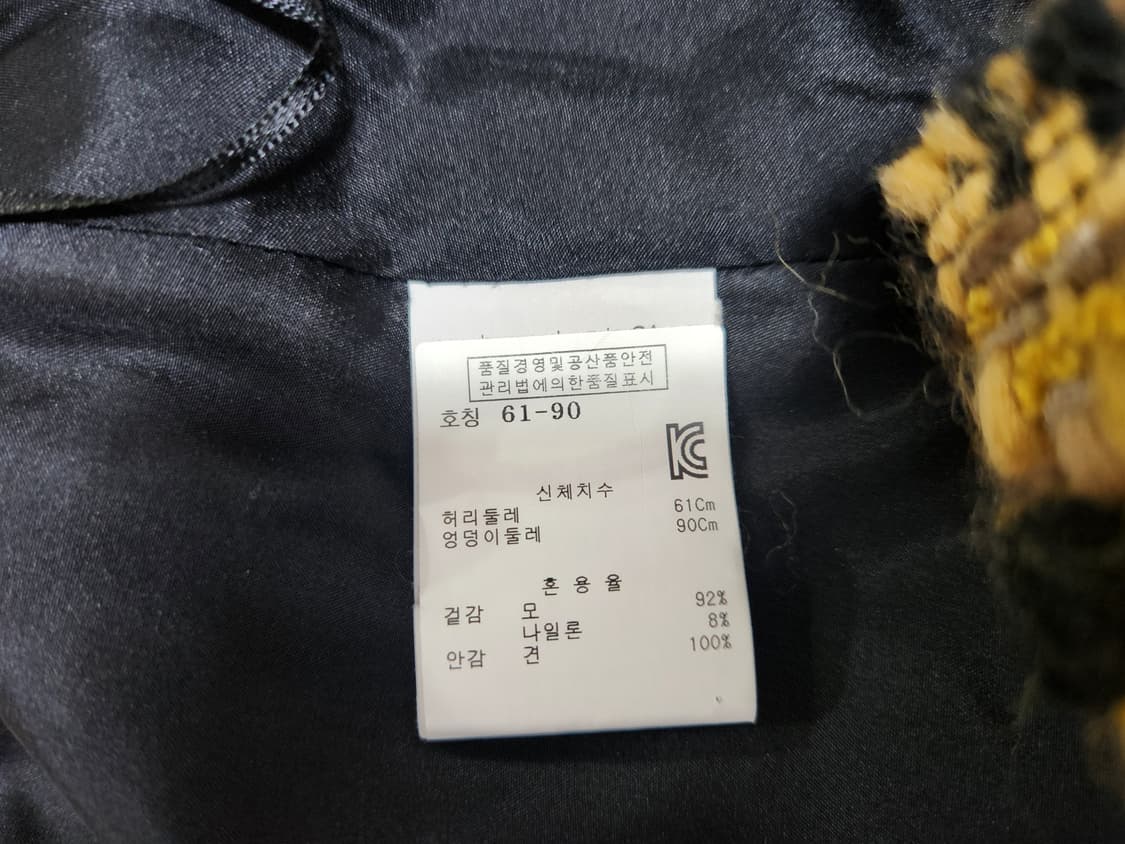 품질경영및공산품안전
관리법에의한품질표시
호칭 61-90
KC
신체치수
허리둘레 61Cm
엉덩이둘레 90Cm
혼 용 율
겉감 모 92%
나일론 8%
안감 견 100%